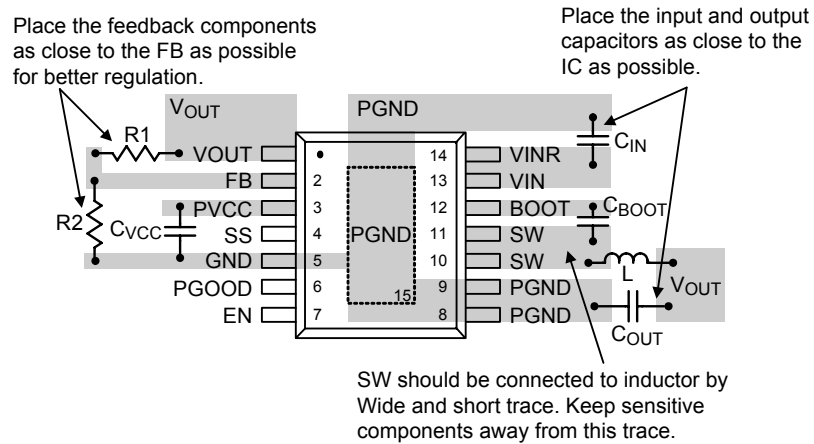 Place the feedback components
as close to the FB as possible
for better regulation.
Place the input and output
capacitors as close to the
IC as possible.
VOUT
PGND
R1
CIN
VOUT
14
VINR
FB
2
13
VIN
PVCC
3
12
BOOT
CBOOT
R2
CVCC
SS
4
PGND
11
SW
GND
5
10
SW
L
VOUT
PGOOD
6
15
9
PGND
EN
7
8
PGND
COUT
SW should be connected to inductor by
Wide and short trace. Keep sensitive
components away from this trace.